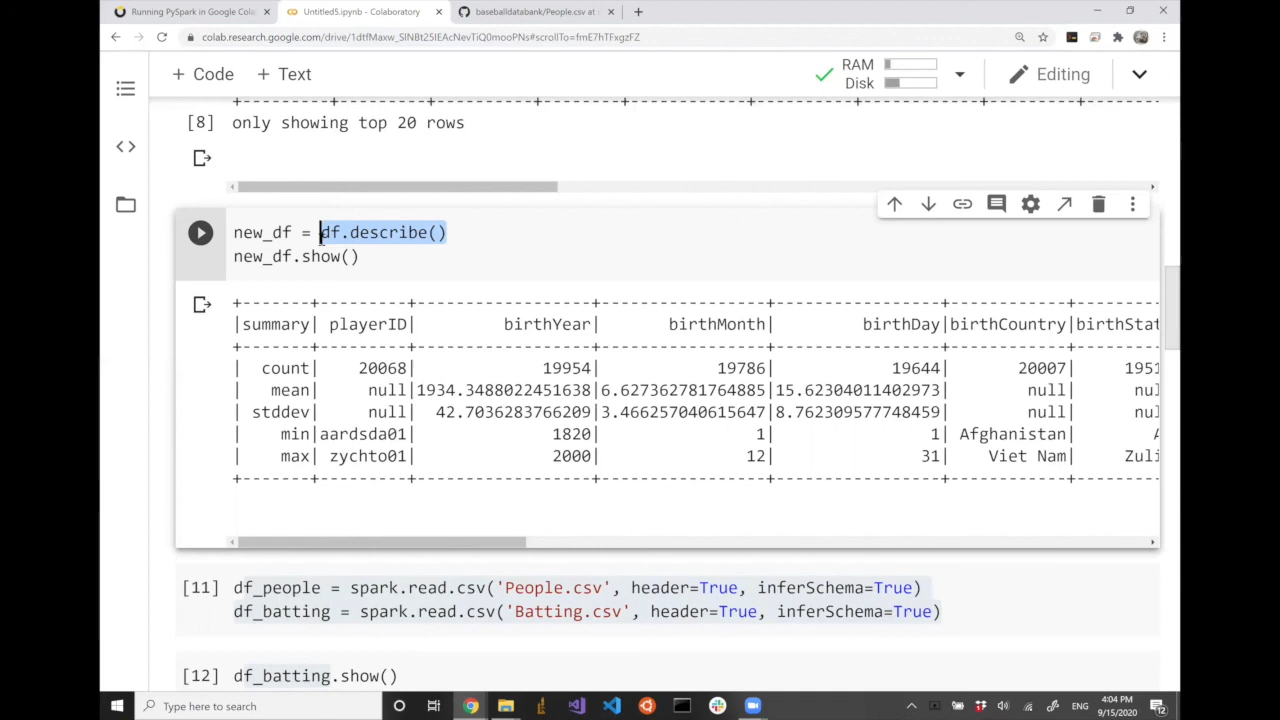 Running PySpark in Google Cola
Untitled5.ipynb - Colaboratory
baseballdatabank/People.csv at
colab.research.google.com/drive/1dtfMaxw_SlNBt25IEAcNevTiQ0mooPNs#scrollTo=fmE7hTFxgzFZ
+ Code + Text
RAM
Disk
Editing
+--------+---------+---------+---------+--------+------------+----------+-------------+---------+
[8] only showing top 20 rows
new_df = df.describe()
new_df.show()
+-------+---------+------------------+-----------------+-----------------+------------+--------
|summary| playerID| birthYear| birthMonth| birthDay|birthCountry|birthStat
+-------+---------+------------------+-----------------+-----------------+------------+--------
| count| 20068| 19954| 19786| 19644| 20007| 1951
| mean| null|1934.3488022451638|6.627362781764885|15.62304011402973| null| nul
| stddev| null| 42.7036283766209|3.466257040615647|8.762309577748459| null| nul
| min|aardsda01| 1820| 1| 1| Afghanistan| A
| max| zychto01| 2000| 12| 31| Viet Nam| Zuli
+-------+---------+------------------+-----------------+-----------------+------------+--------
[11] df_people = spark.read.csv('People.csv', header=True, inferSchema=True)
df_batting = spark.read.csv('Batting.csv', header=True, inferSchema=True)
[12] df_batting.show()
Type here to search
ENG
4:04 PM
9/15/2020
12